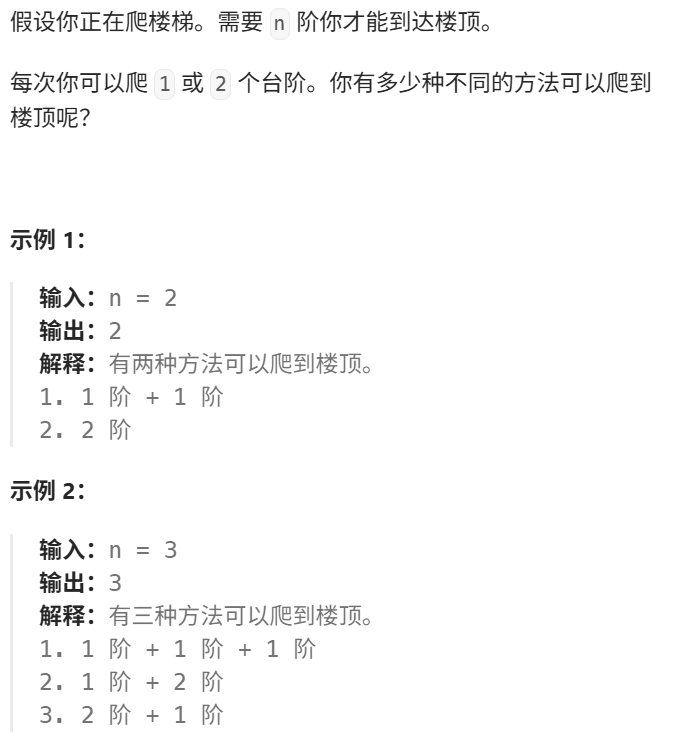 假设你正在爬楼梯。需要 n 阶你才能到达楼顶。
每次你可以爬 1 或 2 个台阶。你有多少种不同的方法可以爬到
楼顶呢?
示例 1：
输入：n = 2
输出：2
解释：有两种方法可以爬到楼顶。
1. 1 阶 + 1 阶
2. 2 阶
示例 2：
输入：n = 3
输出：3
解释：有三种方法可以爬到楼顶。
1. 1 阶 + 1 阶 + 1 阶
2. 1 阶 + 2 阶
3. 2 阶 + 1 阶